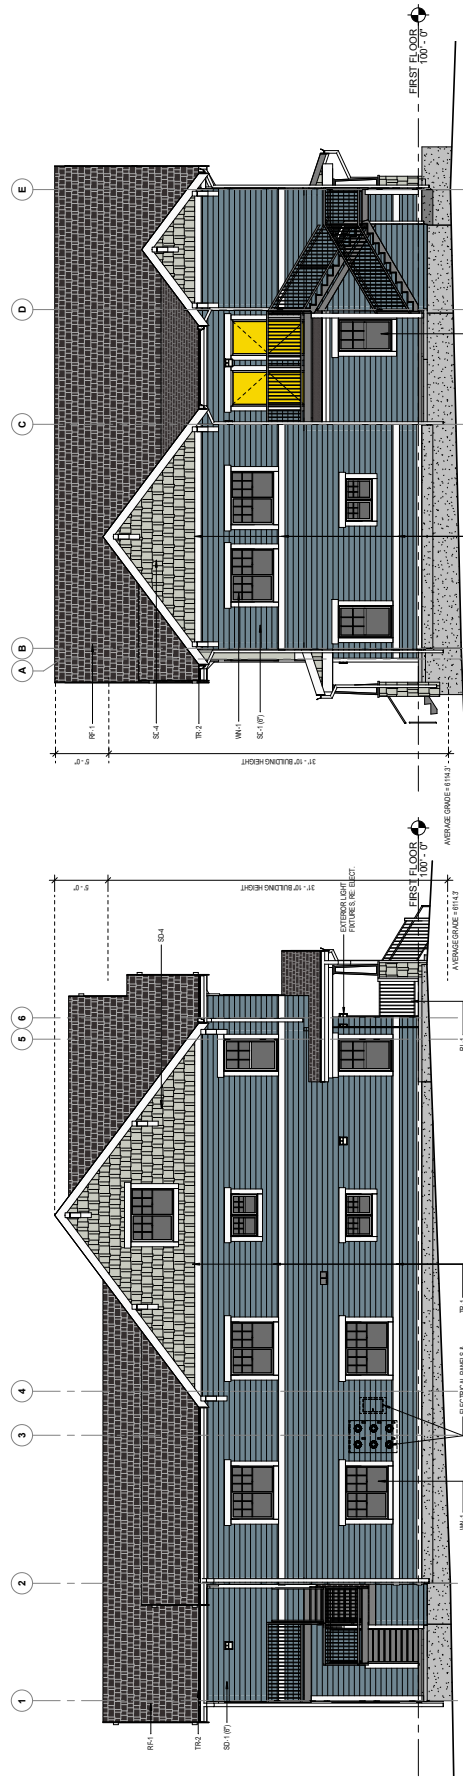 E
D
C
B
A
FIRST FLOOR
100' - 0"
RF-1
SC-4
TR-2
WN-1
SC-1 (6")
5' - 0"
31' - 10" BUILDING HEIGHT
AVERAGE GRADE = 6114.3'
6
5
4
3
2
1
FIRST FLOOR
100' - 0"
5' - 0"
31' - 10" BUILDING HEIGHT
AVERAGE GRADE = 6114.3'
EXTERIOR LIGHT
FIXTURES, RE: ELECT.
SD-4
RF-1
TR-2
SD-1 (6")